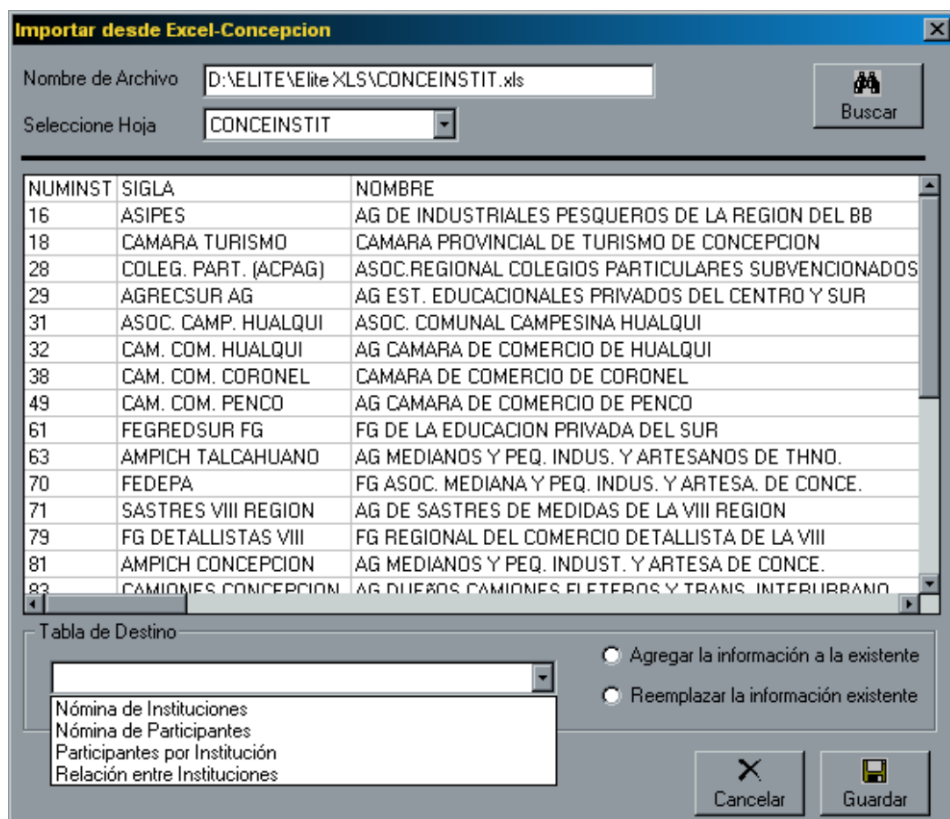 Importar desde Excel-Concepcion
Nombre de Archivo D:\ELITE\Elite XLS\CONCEINSTIT.xls
Buscar
Seleccione Hoja CONCEINSTIT
NUMINST SIGLA NOMBRE
16 ASIPES AG DE INDUSTRIALES PESQUEROS DE LA REGION DEL BB
18 CAMARA TURISMO CAMARA PROVINCIAL DE TURISMO DE CONCEPCION
28 COLEG. PART. (ACPAG) ASOC.REGIONAL COLEGIOS PARTICULARES SUBVENCIONADOS
29 AGRECSUR AG AG EST. EDUCACIONALES PRIVADOS DEL CENTRO Y SUR
31 ASOC. CAMP. HUALQUI ASOC. COMUNAL CAMPESINA HUALQUI
32 CAM. COM. HUALQUI AG CAMARA DE COMERCIO DE HUALQUI
38 CAM. COM. CORONEL CAMARA DE COMERCIO DE CORONEL
49 CAM. COM. PENCO AG CAMARA DE COMERCIO DE PENCO
61 FEGREDSUR FG FG DE LA EDUCACION PRIVADA DEL SUR
63 AMPICH TALCAHUANO AG MEDIANOS Y PEQ. INDUS. Y ARTESANOS DE THNO.
70 FEDEPA FG ASOC. MEDIANA Y PEQ. INDUS. Y ARTESA. DE CONCE.
71 SASTRES VIII REGION AG DE SASTRES DE MEDIDAS DE LA VIII REGION
79 FG DETALLISTAS VIII FG REGIONAL DEL COMERCIO DETALLISTA DE LA VIII
81 AMPICH CONCEPCION AG MEDIANOS Y PEQ. INDUST. Y ARTESA DE CONCE.
83 CAMIONES CONCEPCION AG DUEñOS CAMIONES FLETEROS Y TRANS. INTERURBANO
Tabla de Destino
Agregar la información a la existente
Reemplazar la información existente
Nómina de Instituciones
Nómina de Participantes
Participantes por Institución
Relación entre Instituciones
Cancelar Guardar